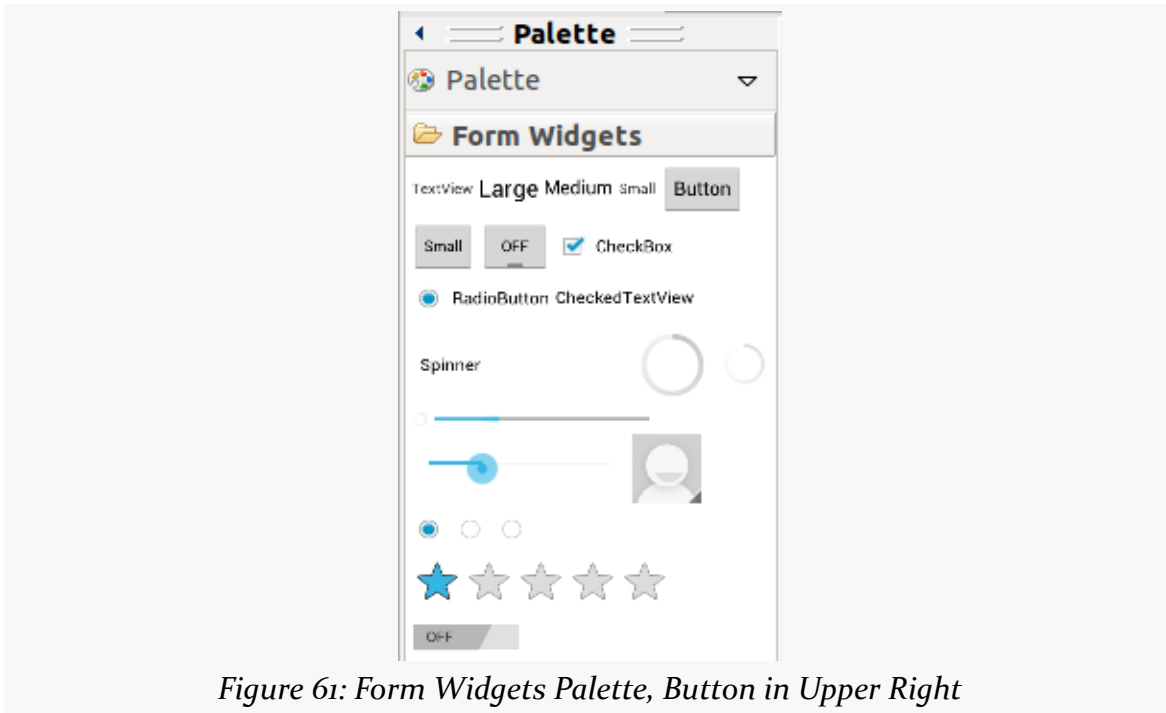 Palette
Palette
Form Widgets
TextView Large Medium Small Button
Small OFF CheckBox
RadioButton CheckedTextView
Spinner
OFF
Figure 61: Form Widgets Palette, Button in Upper Right